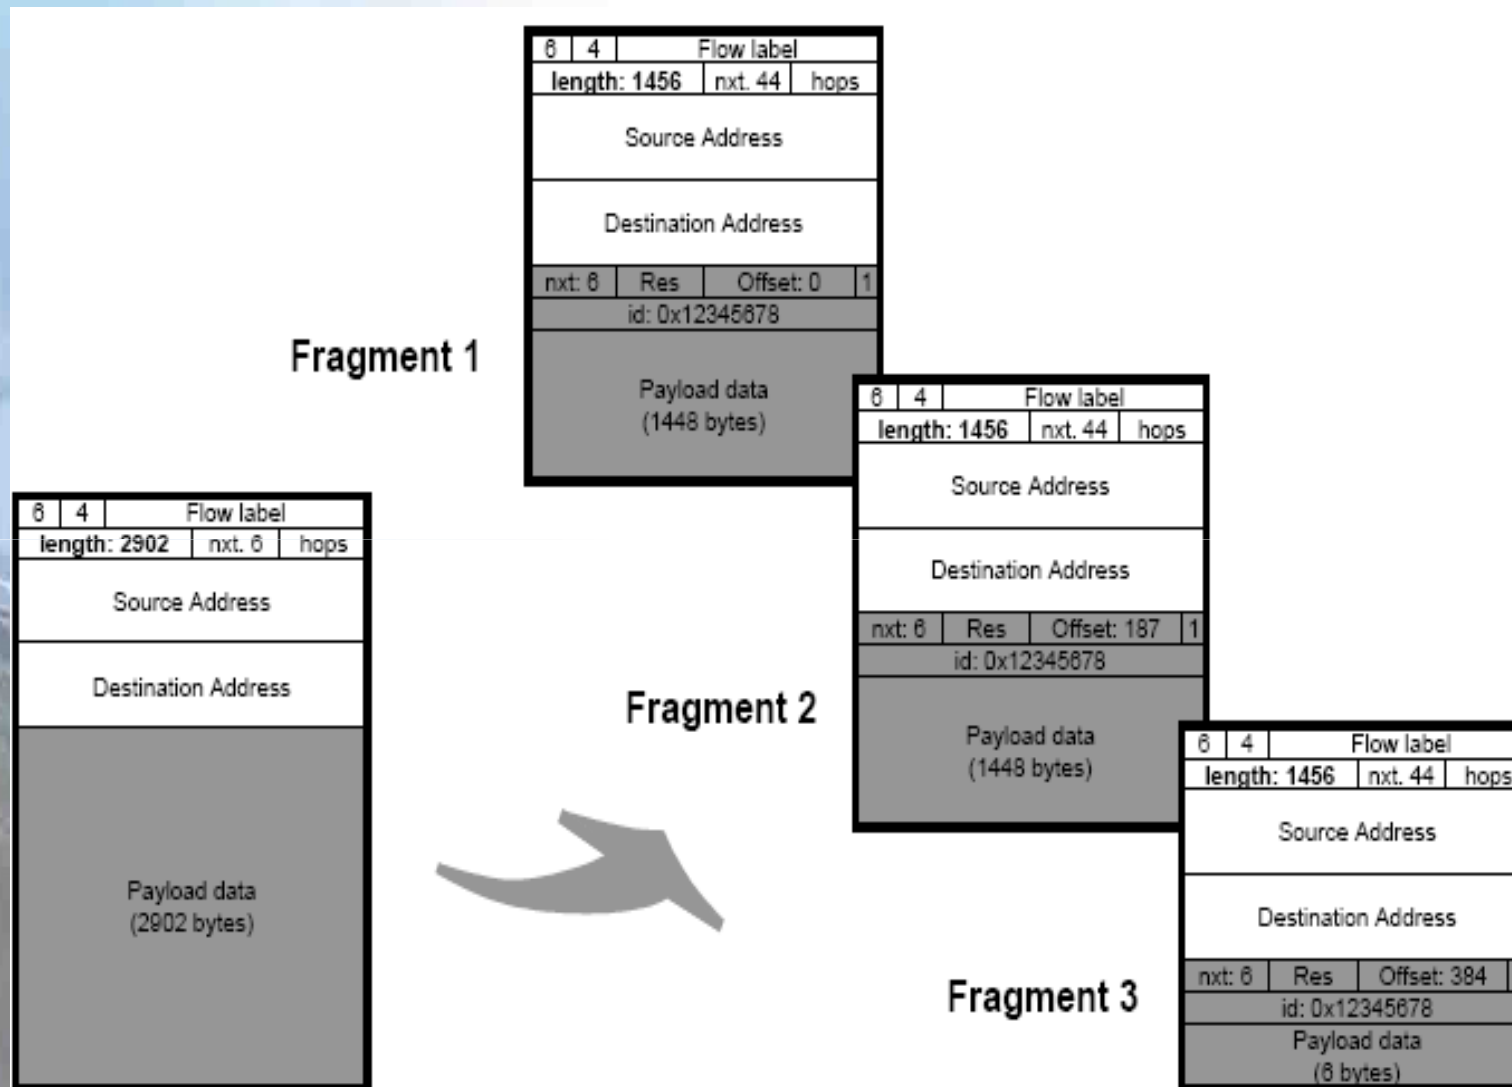 6 4 Flow label
length: 1456 nxt. 44 hops
Source Address
Destination Address
nxt: 6 Res Offset: 0 1
id: 0x12345678
Payload data
(1448 bytes)
Fragment 1
6 4 Flow label
length: 1456 nxt. 44 hops
Source Address
Destination Address
nxt: 6 Res Offset: 187 1
id: 0x12345678
Payload data
(1448 bytes)
Fragment 2
6 4 Flow label
length: 2902 nxt. 6 hops
Source Address
Destination Address
Payload data
(2902 bytes)
6 4 Flow label
length: 1456 nxt. 44 hops
Source Address
Destination Address
nxt: 6 Res Offset: 384
id: 0x12345678
Payload data
(6 bytes)
Fragment 3